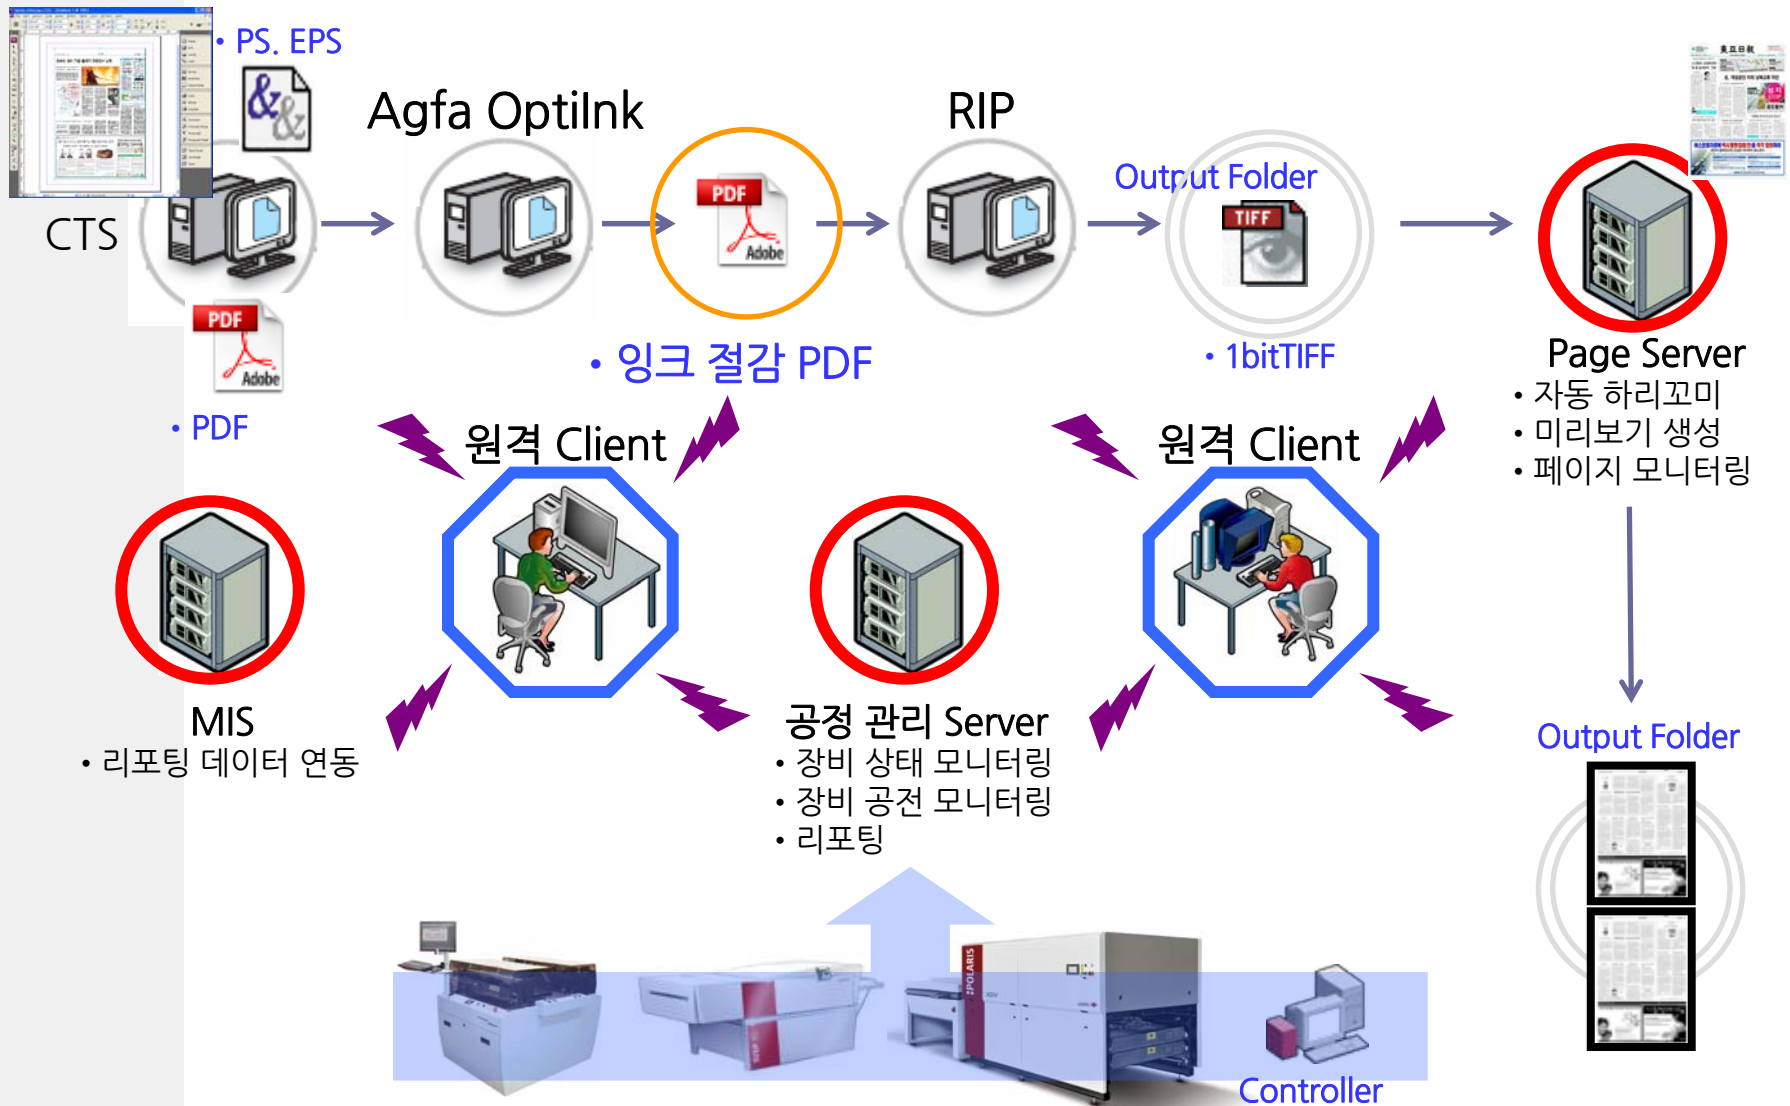 • PS. EPS
Agfa OptiInk
RIP
CTS
PDF
Adobe
PDF
Adobe
• PDF
• 잉크 절감 PDF
Output Folder
TIFF
• 1bitTIFF
東亞日報
Page Server
• 자동 하리꼬미
• 미리보기 생성
• 페이지 모니터링
원격 Client
원격 Client
MIS
• 리포팅 데이터 연동
공정 관리 Server
• 장비 상태 모니터링
• 장비 공전 모니터링
• 리포팅
Output Folder
:POLARIS
Controller